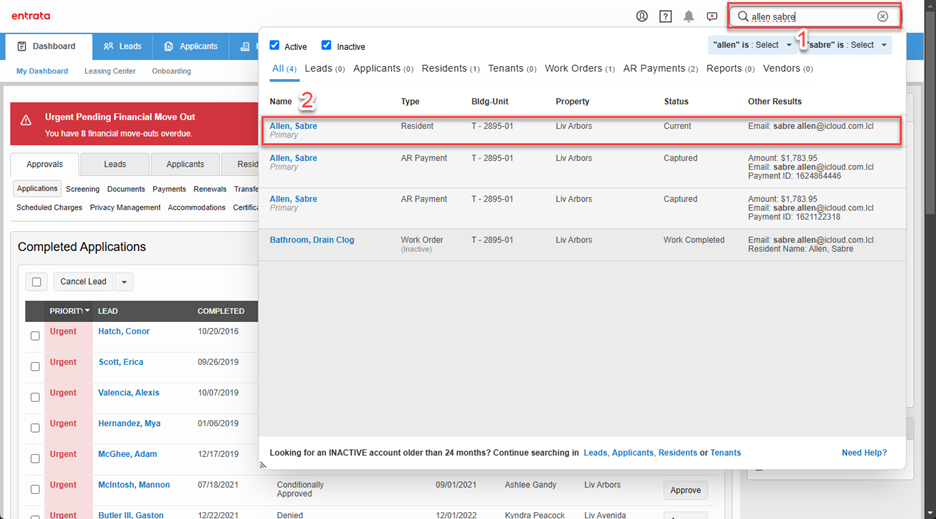 entrata
allen sabre
1
Dashboard Leads Applicants
Active Inactive "allen" is : Select "sabre" is : Select
My Dashboard Leasing Center Onboarding
All (4) Leads (0) Applicants (0) Residents (1) Tenants (0) Work Orders (1) AR Payments (2) Reports (0) Vendors (0)
2
Name Type Bldg-Unit Property Status Other Results
Allen, Sabre Resident T - 2895-01 Liv Arbors Current Email: sabre.allen@icloud.com.lcl
Primary
Allen, Sabre AR Payment T - 2895-01 Liv Arbors Captured Amount: $1,783.95
Primary Email: sabre.allen@icloud.com.lcl
Payment ID: 1624864446
Allen, Sabre AR Payment T - 2895-01 Liv Arbors Captured Amount: $1,783.95
Primary Email: sabre.allen@icloud.com.lcl
Payment ID: 1621122318
Bathroom, Drain Clog Work Order T - 2895-01 Liv Arbors Work Completed Email: sabre.allen@icloud.com.lcl
(Inactive) Resident Name: Allen, Sabre
Looking for an INACTIVE account older than 24 months? Continue searching in Leads, Applicants, Residents or Tenants Need Help?
Urgent Pending Financial Move Out
You have 8 financial move-outs overdue.
Approvals Leads Applicants Resid
Applications Screening Documents Payments Renewals Transfe
Scheduled Charges Privacy Management Accommodations Certific
Completed Applications
Cancel Lead
PRIORITY LEAD COMPLETED
Urgent Hatch, Conor 10/20/2016
Urgent Scott, Erica 09/26/2019
Urgent Valencia, Alexis 10/07/2019
Urgent Hernandez, Mya 01/06/2019
Urgent McGhee, Adam 12/17/2019
Urgent McIntosh, Mannon 07/18/2021 Conditionally Approved 09/01/2021 Ashlee Gandy Liv Arbors Approve
Urgent Butler III, Gaston 12/22/2021 Denied 12/01/2022 Kyndra Peacock Liv Avenida